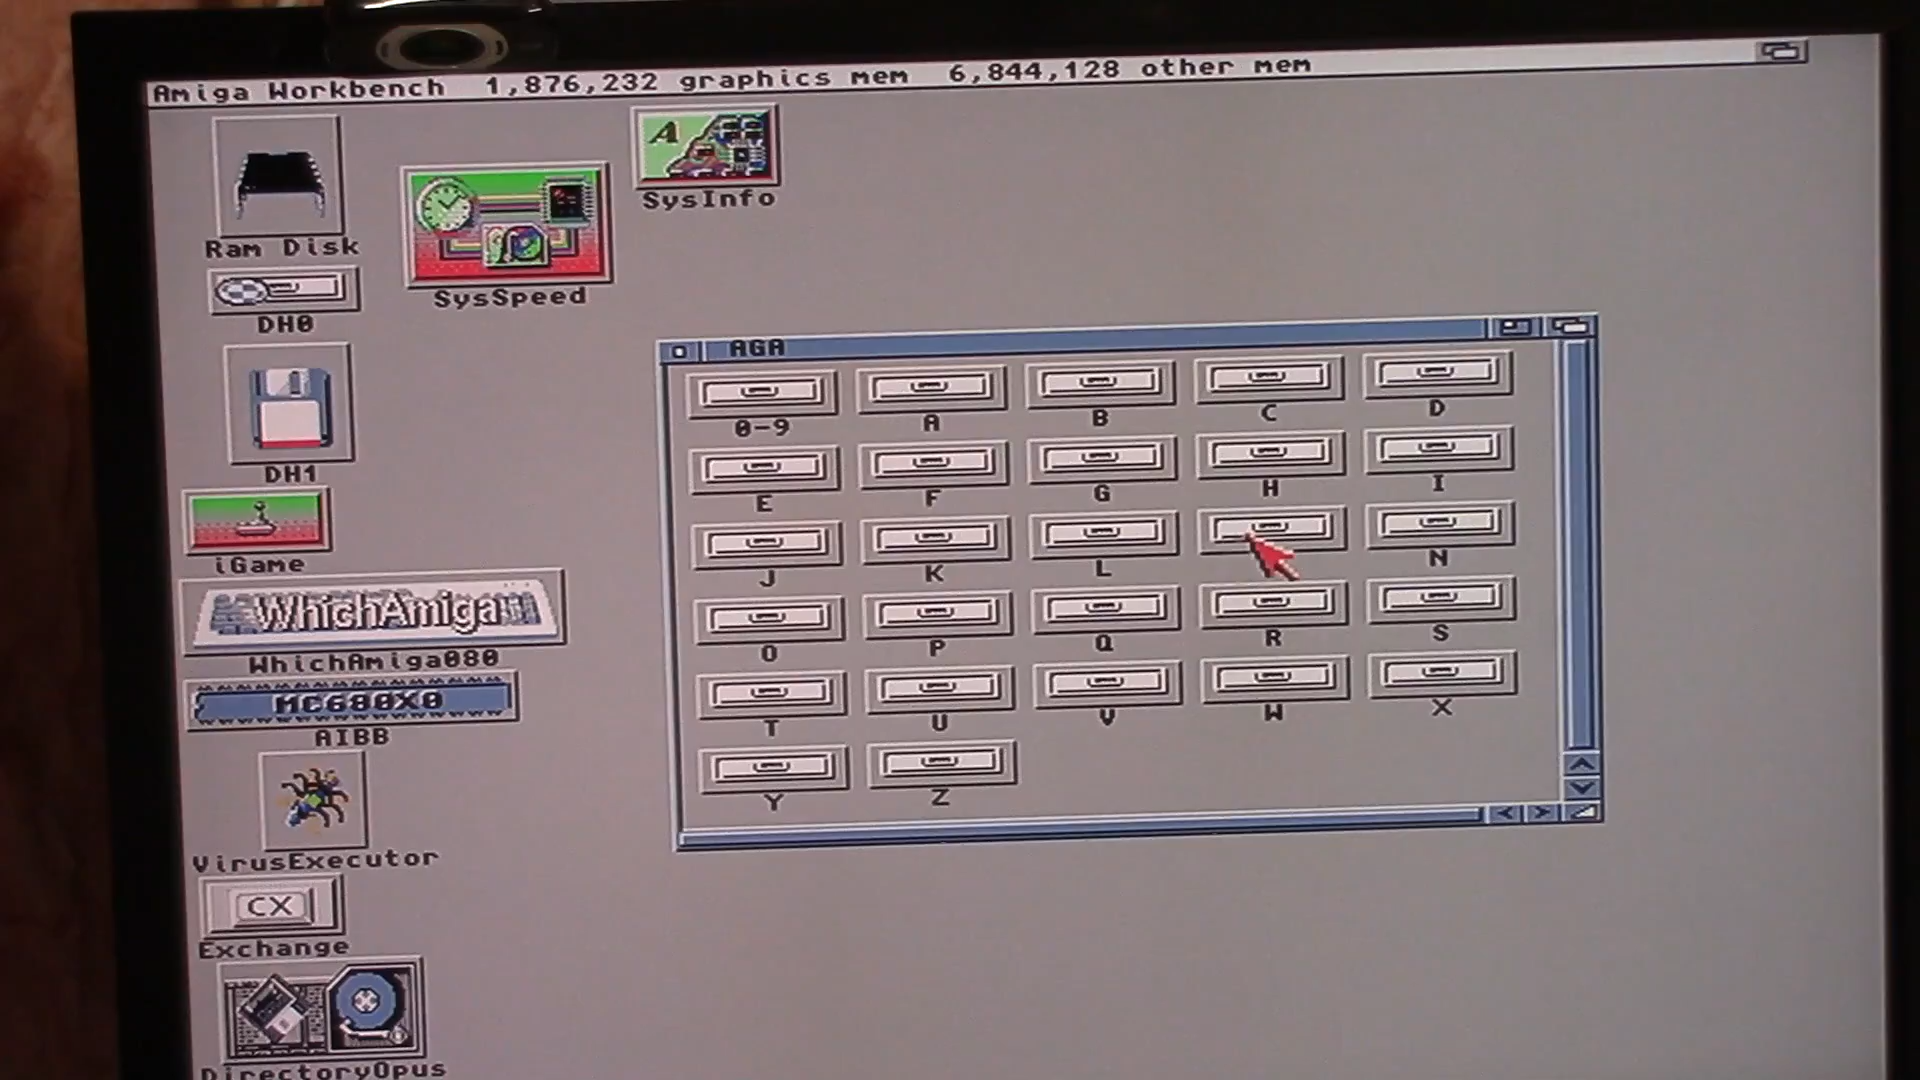 Amiga Workbench 1,876,232 graphics mem 6,844,128 other mem
Ram Disk
SysSpeed
SysInfo
DH0
DH1
iGame
WhichAmiga
WhichAmiga080
MC680X0
AIBB
VirusExecutor
CX
Exchange
DirectoryOpus
AGA
0-9 A B C D
E F G H I
J K L N
O P Q R S
T U V W X
Y Z